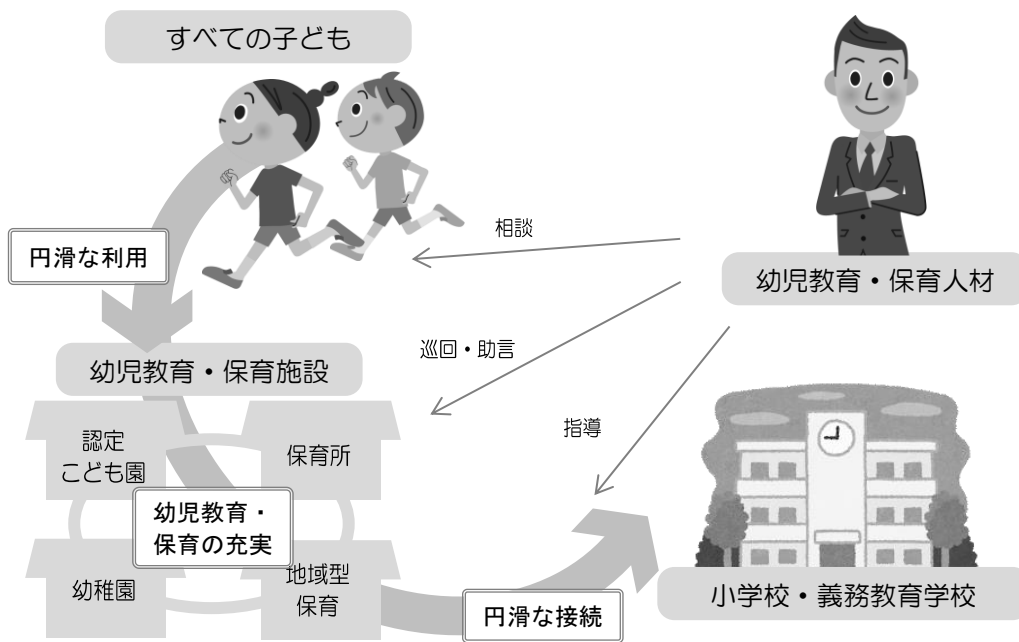 すべての子ども
円滑な利用
相談
幼児教育・保育人材
巡回・助言
幼児教育・保育施設
指導
認定
こども園
保育所
幼児教育・
保育の充実
幼稚園
地域型
保育
円滑な接続
小学校・義務教育学校